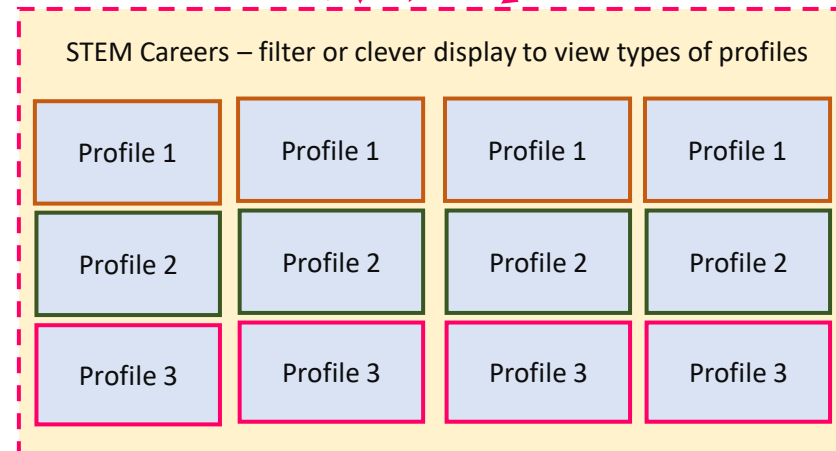 STEM Careers – filter or clever display to view types of profiles
Profile 1 Profile 1 Profile 1 Profile 1
Profile 2 Profile 2 Profile 2 Profile 2
Profile 3 Profile 3 Profile 3 Profile 3